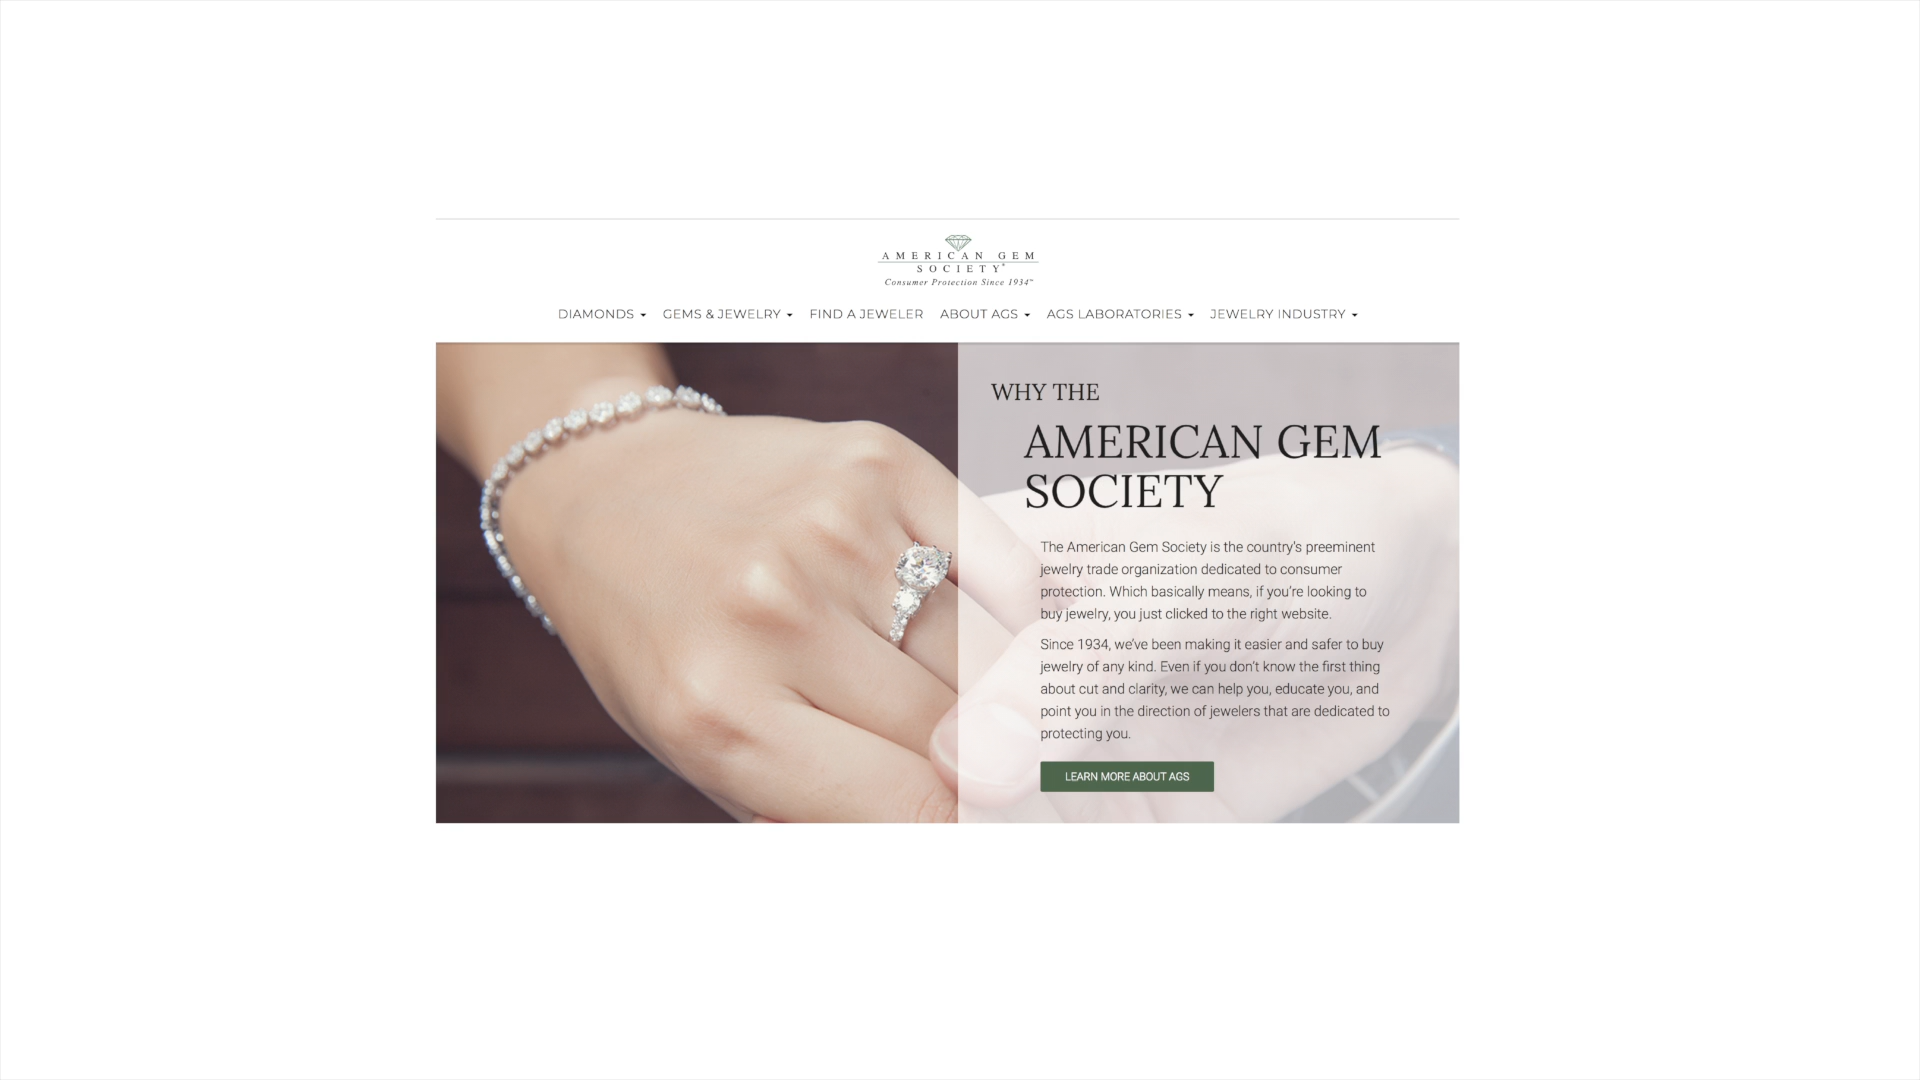 AMERICAN GEM
SOCIETY®
Consumer Protection Since 1934™
DIAMONDS GEMS & JEWELRY FIND A JEWELER ABOUT AGS AGS LABORATORIES JEWELRY INDUSTRY
WHY THE
AMERICAN GEM
SOCIETY
The American Gem Society is the country's preeminent
jewelry trade organization dedicated to consumer
protection. Which basically means, if you're looking to
buy jewelry, you just clicked to the right website.
Since 1934, we've been making it easier and safer to buy
jewelry of any kind. Even if you don't know the first thing
about cut and clarity, we can help you, educate you, and
point you in the direction of jewelers that are dedicated to
protecting you.
LEARN MORE ABOUT AGS